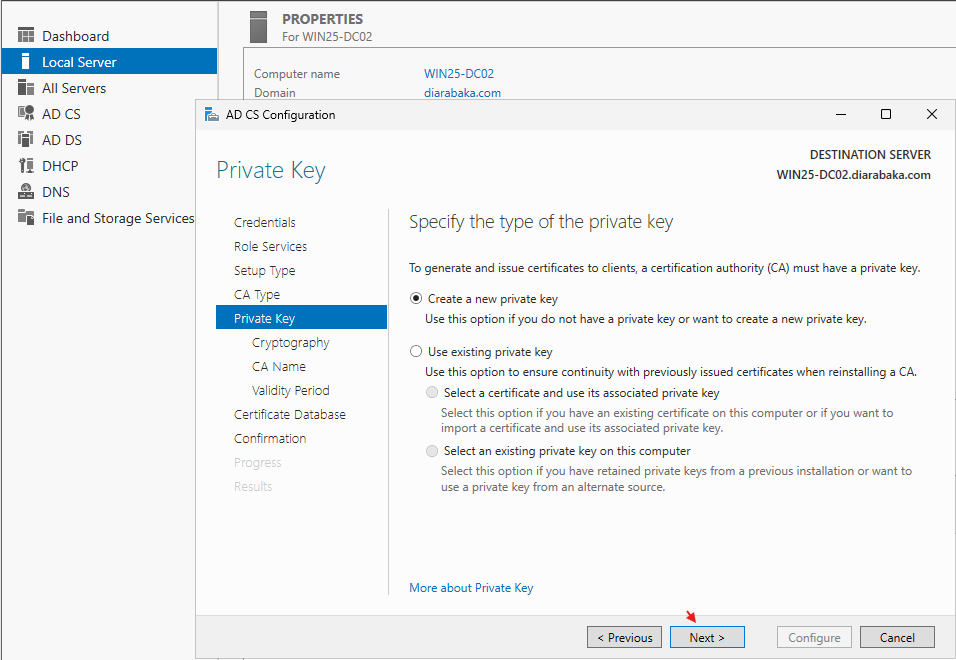 PROPERTIES
For WIN25-DC02
Dashboard
Local Server
All Servers
AD CS
AD DS
DHCP
DNS
File and Storage Services
Computer name
WIN25-DC02
Domain
diarabaka.com
AD CS Configuration
Private Key
DESTINATION SERVER
WIN25-DC02.diarabaka.com
Credentials
Role Services
Setup Type
CA Type
Private Key
Cryptography
CA Name
Validity Period
Certificate Database
Confirmation
Progress
Results
Specify the type of the private key
To generate and issue certificates to clients, a certification authority (CA) must have a private key.
Create a new private key
Use this option if you do not have a private key or want to create a new private key.
Use existing private key
Use this option to ensure continuity with previously issued certificates when reinstalling a CA.
Select a certificate and use its associated private key
Select this option if you have an existing certificate on this computer or if you want to
import a certificate and use its associated private key.
Select an existing private key on this computer
Select this option if you have retained private keys from a previous installation or want to
use a private key from an alternate source.
More about Private Key
< Previous
Next >
Configure
Cancel